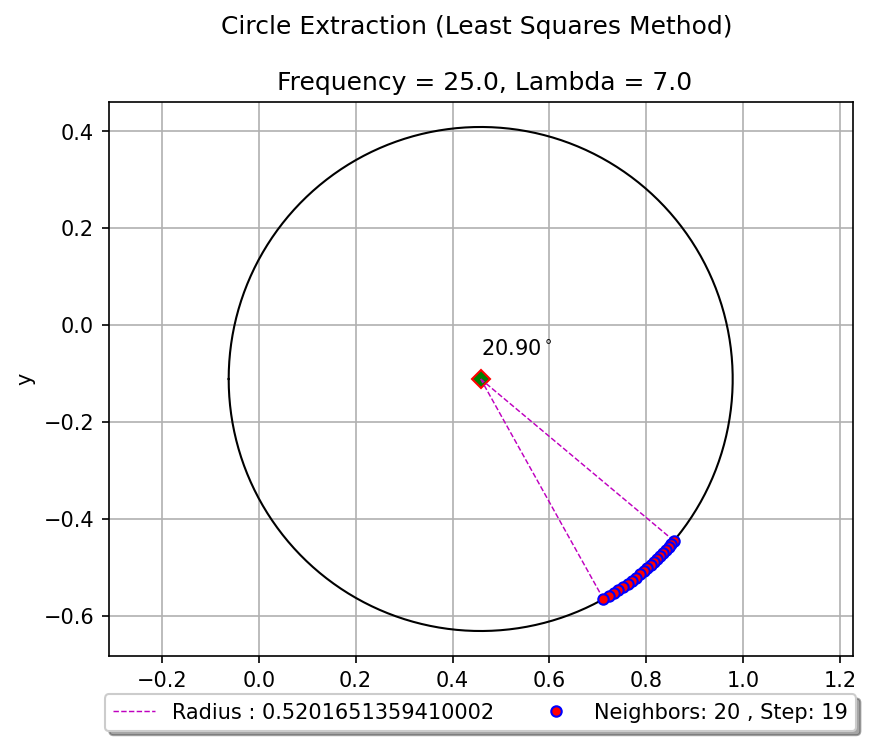 Circle Extraction (Least Squares Method)
Frequency = 25.0, Lambda = 7.0
0.4
0.2
0.0
20.90°
y
−0.2
−0.4
−0.6
−0.2 0.0 0.2 0.4 0.6 0.8 1.0 1.2
Radius : 0.5201651359410002 Neighbors: 20 , Step: 19